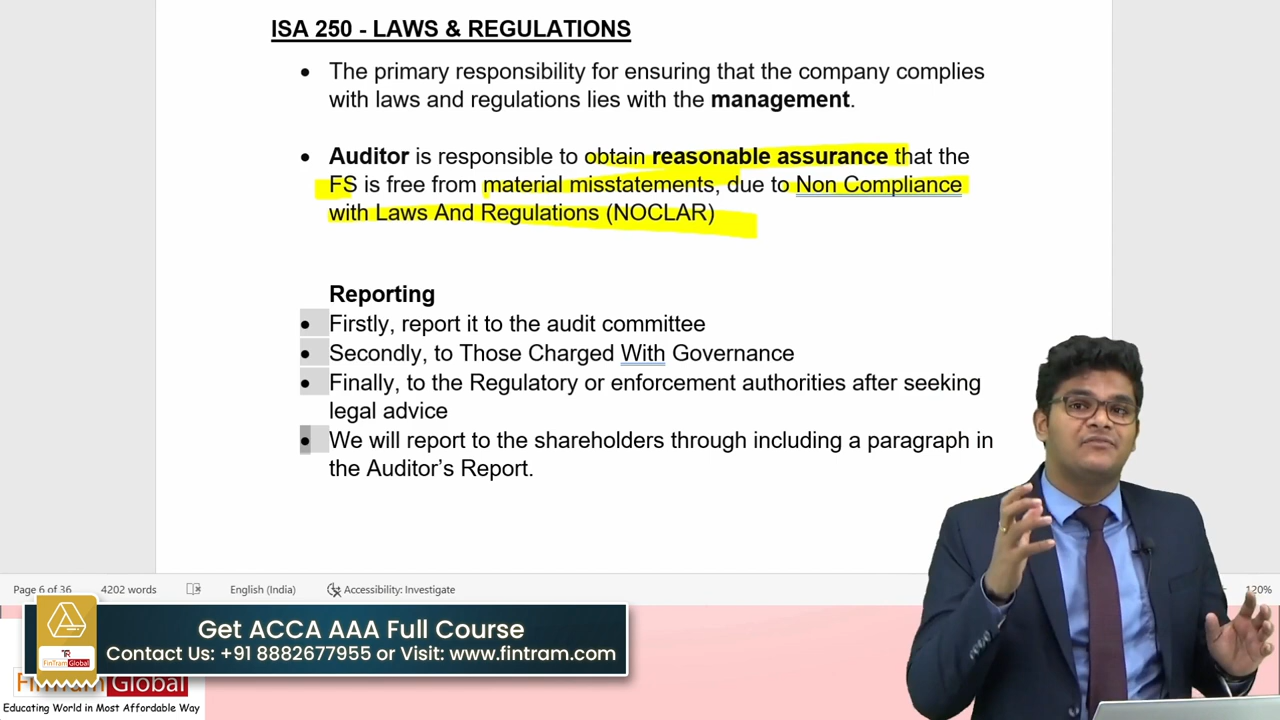 ISA 250 - LAWS & REGULATIONS
• The primary responsibility for ensuring that the company complies
with laws and regulations lies with the management.
• Auditor is responsible to obtain reasonable assurance that the
FS is free from material misstatements, due to Non Compliance
with Laws And Regulations (NOCLAR)
Reporting
• Firstly, report it to the audit committee
• Secondly, to Those Charged With Governance
• Finally, to the Regulatory or enforcement authorities after seeking
legal advice
• We will report to the shareholders through including a paragraph in
the Auditor's Report.
Page 6 of 36 4202 words English (India) Accessibility: Investigate 120%
Get ACCA AAA Full Course
Contact Us: +91 8882677955 or Visit: www.fintram.com
FinTram Global
FinTram Global
Educating World in Most Affordable Way